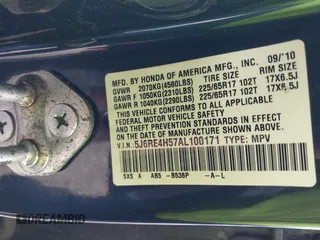 MFD. BY HONDA OF AMERICA MFG., INC. 09/10
GVWR 2070KG(4560LBS) TIRE SIZE RIM SIZE
GAWR F 1050KG(2310LBS) 225/65R17 102T 17X6.5J
GAWR R 1040KG(2290LBS) 225/65R17 102T 17X6.5J
THIS VEHICLE CONFORMS TO ALL APPLICABLE
FEDERAL MOTOR VEHICLE SAFETY AND
THEFT PREVENTION STANDARDS IN EFFECT ON
THE DATE OF MANUFACTURE SHOWN ABOVE.
V.I.N. 5J6RE4H57AL100171 TYPE: MPV
SXS A AB5 -B536P -A-L
DREAMBID